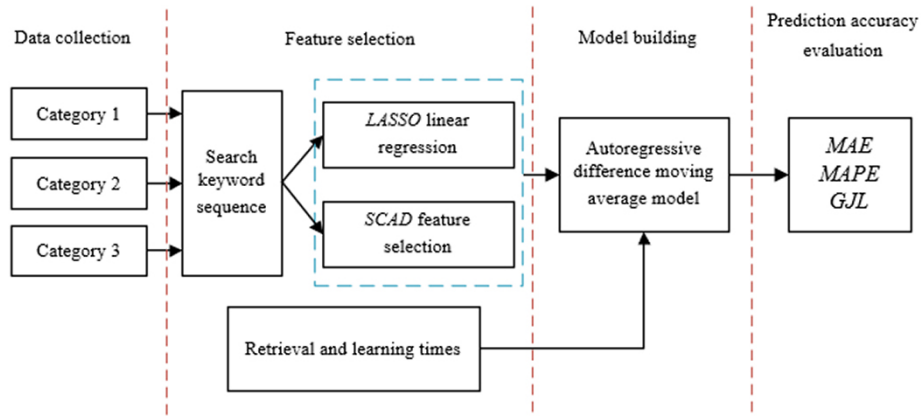 Data collection
Feature selection
Model building
Prediction accuracy
evaluation
Category 1
Category 2
Category 3
Search
keyword
sequence
LASSO linear
regression
SCAD feature
selection
Retrieval and learning times
Autoregressive
difference moving
average model
MAE
MAPE
GJL